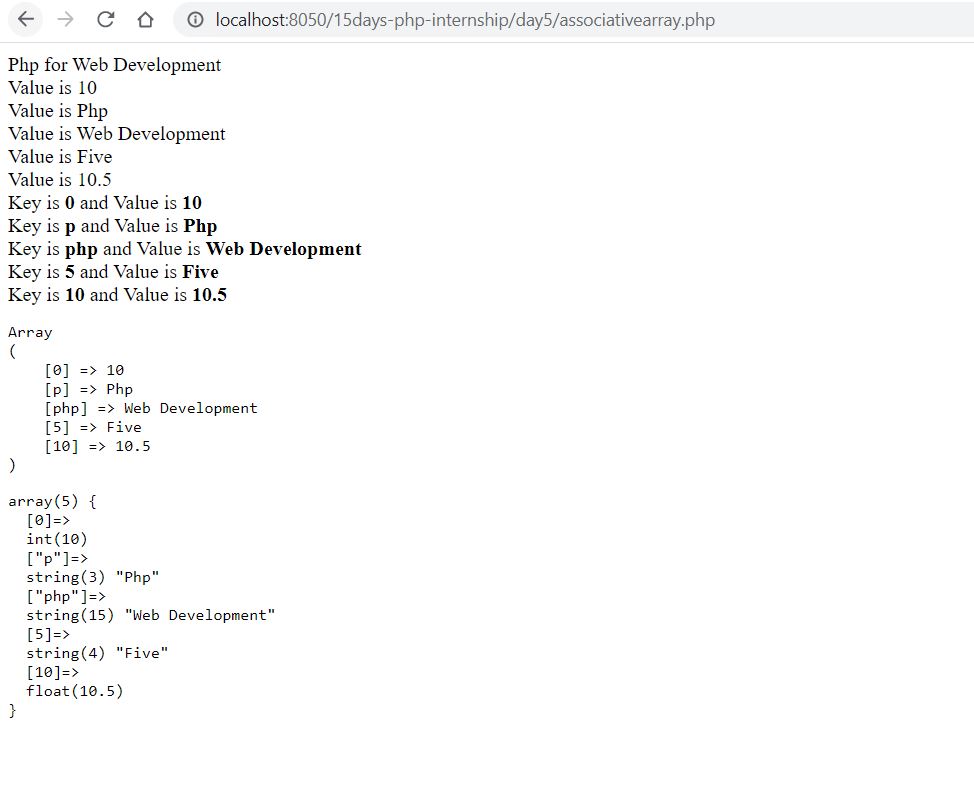 localhost:8050/15days-php-internship/day5/associativearray.php
Php for Web Development
Value is 10
Value is Php
Value is Web Development
Value is Five
Value is 10.5
Key is 0 and Value is 10
Key is p and Value is Php
Key is php and Value is Web Development
Key is 5 and Value is Five
Key is 10 and Value is 10.5
Array
(
    [0] => 10
    [p] => Php
    [php] => Web Development
    [5] => Five
    [10] => 10.5
)
array(5) {
  [0]=>
  int(10)
  ["p"]=>
  string(3) "Php"
  ["php"]=>
  string(15) "Web Development"
  [5]=>
  string(4) "Five"
  [10]=>
  float(10.5)
}